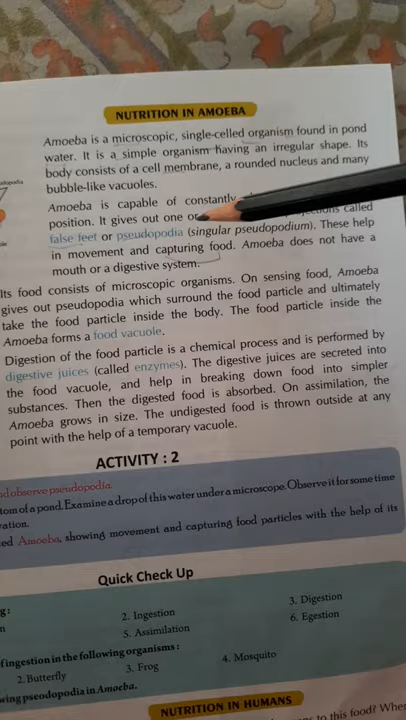 NUTRITION IN AMOEBA
Amoeba is a microscopic, single-celled organism found in pond
water. It is a simple organism having an irregular shape. Its
body consists of a cell membrane, a rounded nucleus and many
bubble-like vacuoles.
Amoeba is capable of constantly
position. It gives out one or called
false feet or pseudopodia (singular pseudopodium). These help
in movement and capturing food. Amoeba does not have a
mouth or a digestive system.
Its food consists of microscopic organisms. On sensing food, Amoeba
gives out pseudopodia which surround the food particle and ultimately
take the food particle inside the body. The food particle inside the
Amoeba forms a food vacuole.
Digestion of the food particle is a chemical process and is performed by
digestive juices (called enzymes). The digestive juices are secreted into
the food vacuole, and help in breaking down food into simpler
substances. Then the digested food is absorbed. On assimilation, the
Amoeba grows in size. The undigested food is thrown outside at any
point with the help of a temporary vacuole.
ACTIVITY : 2
observe pseudopodia.
tom of a pond. Examine a drop of this water under a microscope. Observe it for some time
ed Amoeba, showing movement and capturing food particles with the help of its
Quick Check Up
2. Ingestion
3. Digestion
5. Assimilation
6. Egestion
of ingestion in the following organisms :
2. Butterfly
3. Frog
4. Mosquito
wing pseodopodia in Amoeba.
NUTRITION IN HUMANS
to this food? When